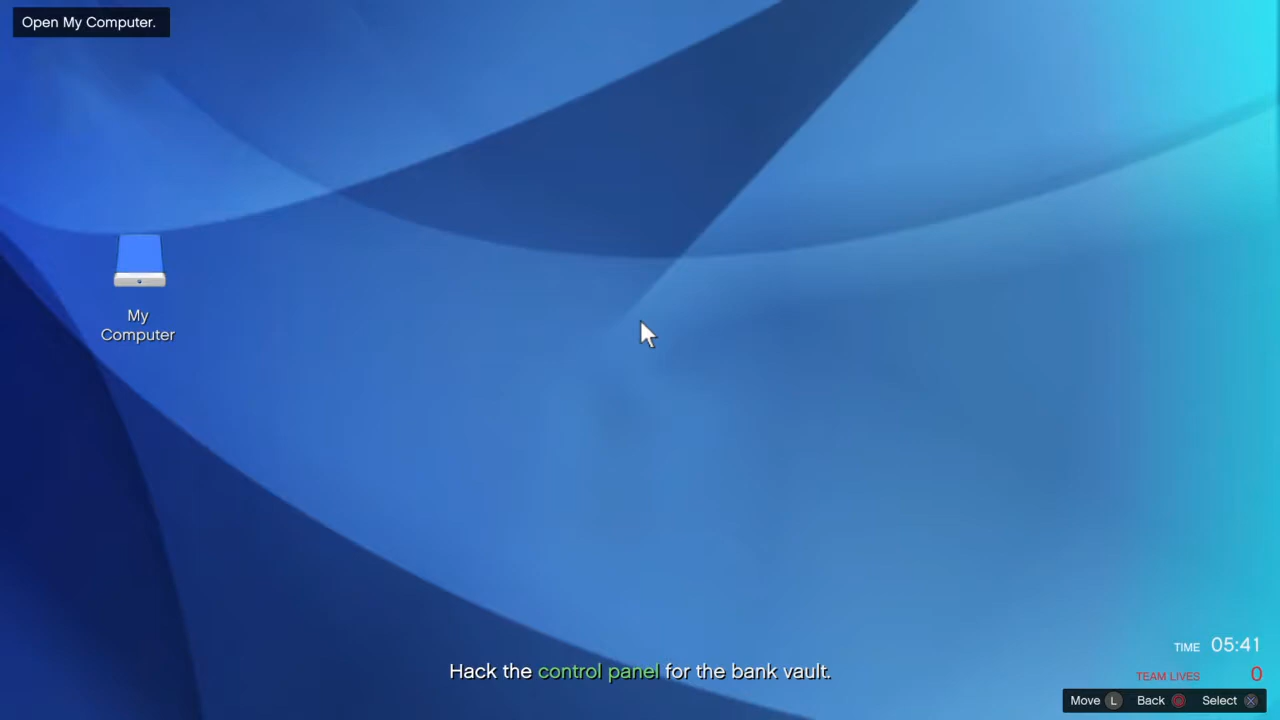 Open My Computer.
My
Computer
Hack the control panel for the bank vault.
TIME 05:41
TEAM LIVES 0
Move L Back Select